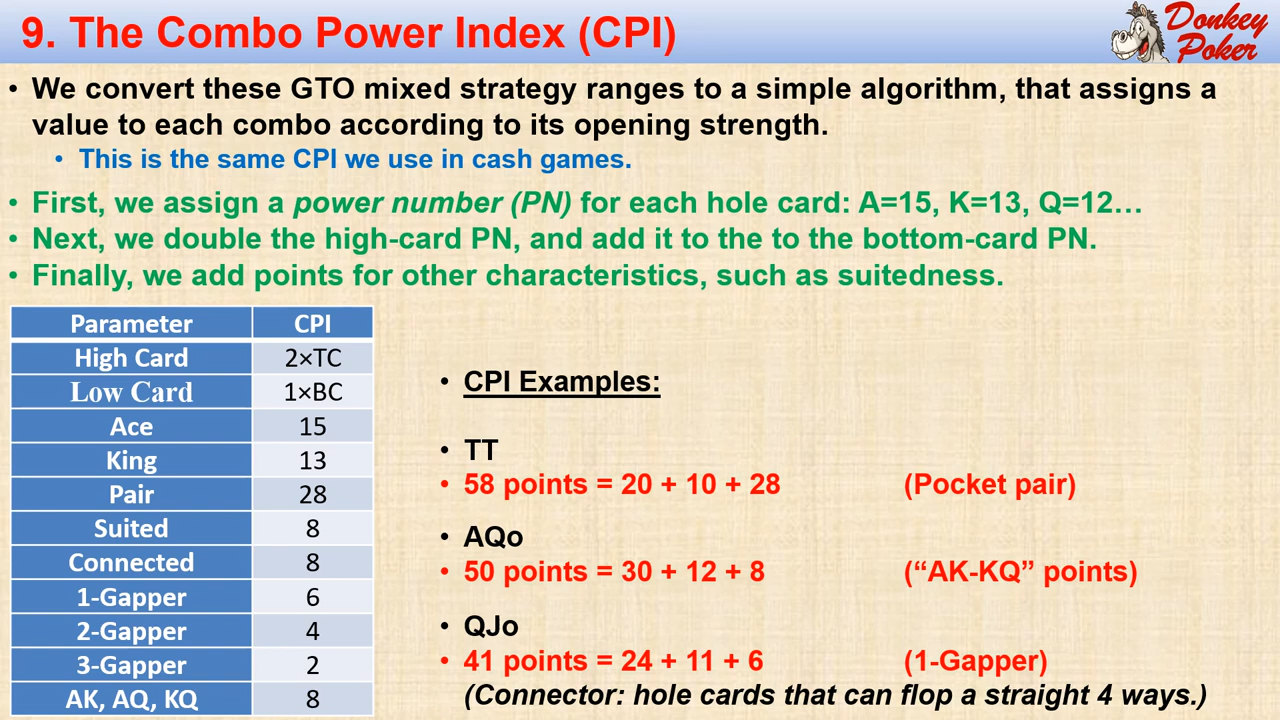 9. The Combo Power Index (CPI)
Donkey
Poker
• We convert these GTO mixed strategy ranges to a simple algorithm, that assigns a
value to each combo according to its opening strength.
• This is the same CPI we use in cash games.
• First, we assign a power number (PN) for each hole card: A=15, K=13, Q=12…
• Next, we double the high-card PN, and add it to the to the bottom-card PN.
• Finally, we add points for other characteristics, such as suitedness.
Parameter CPI
High Card 2×TC
Low Card 1×BC
Ace 15
King 13
Pair 28
Suited 8
Connected 8
1-Gapper 6
2-Gapper 4
3-Gapper 2
AK, AQ, KQ 8
• CPI Examples:
• TT
• 58 points = 20 + 10 + 28 (Pocket pair)
• AQo
• 50 points = 30 + 12 + 8 (“AK-KQ” points)
• QJo
• 41 points = 24 + 11 + 6 (1-Gapper)
(Connector: hole cards that can flop a straight 4 ways.)